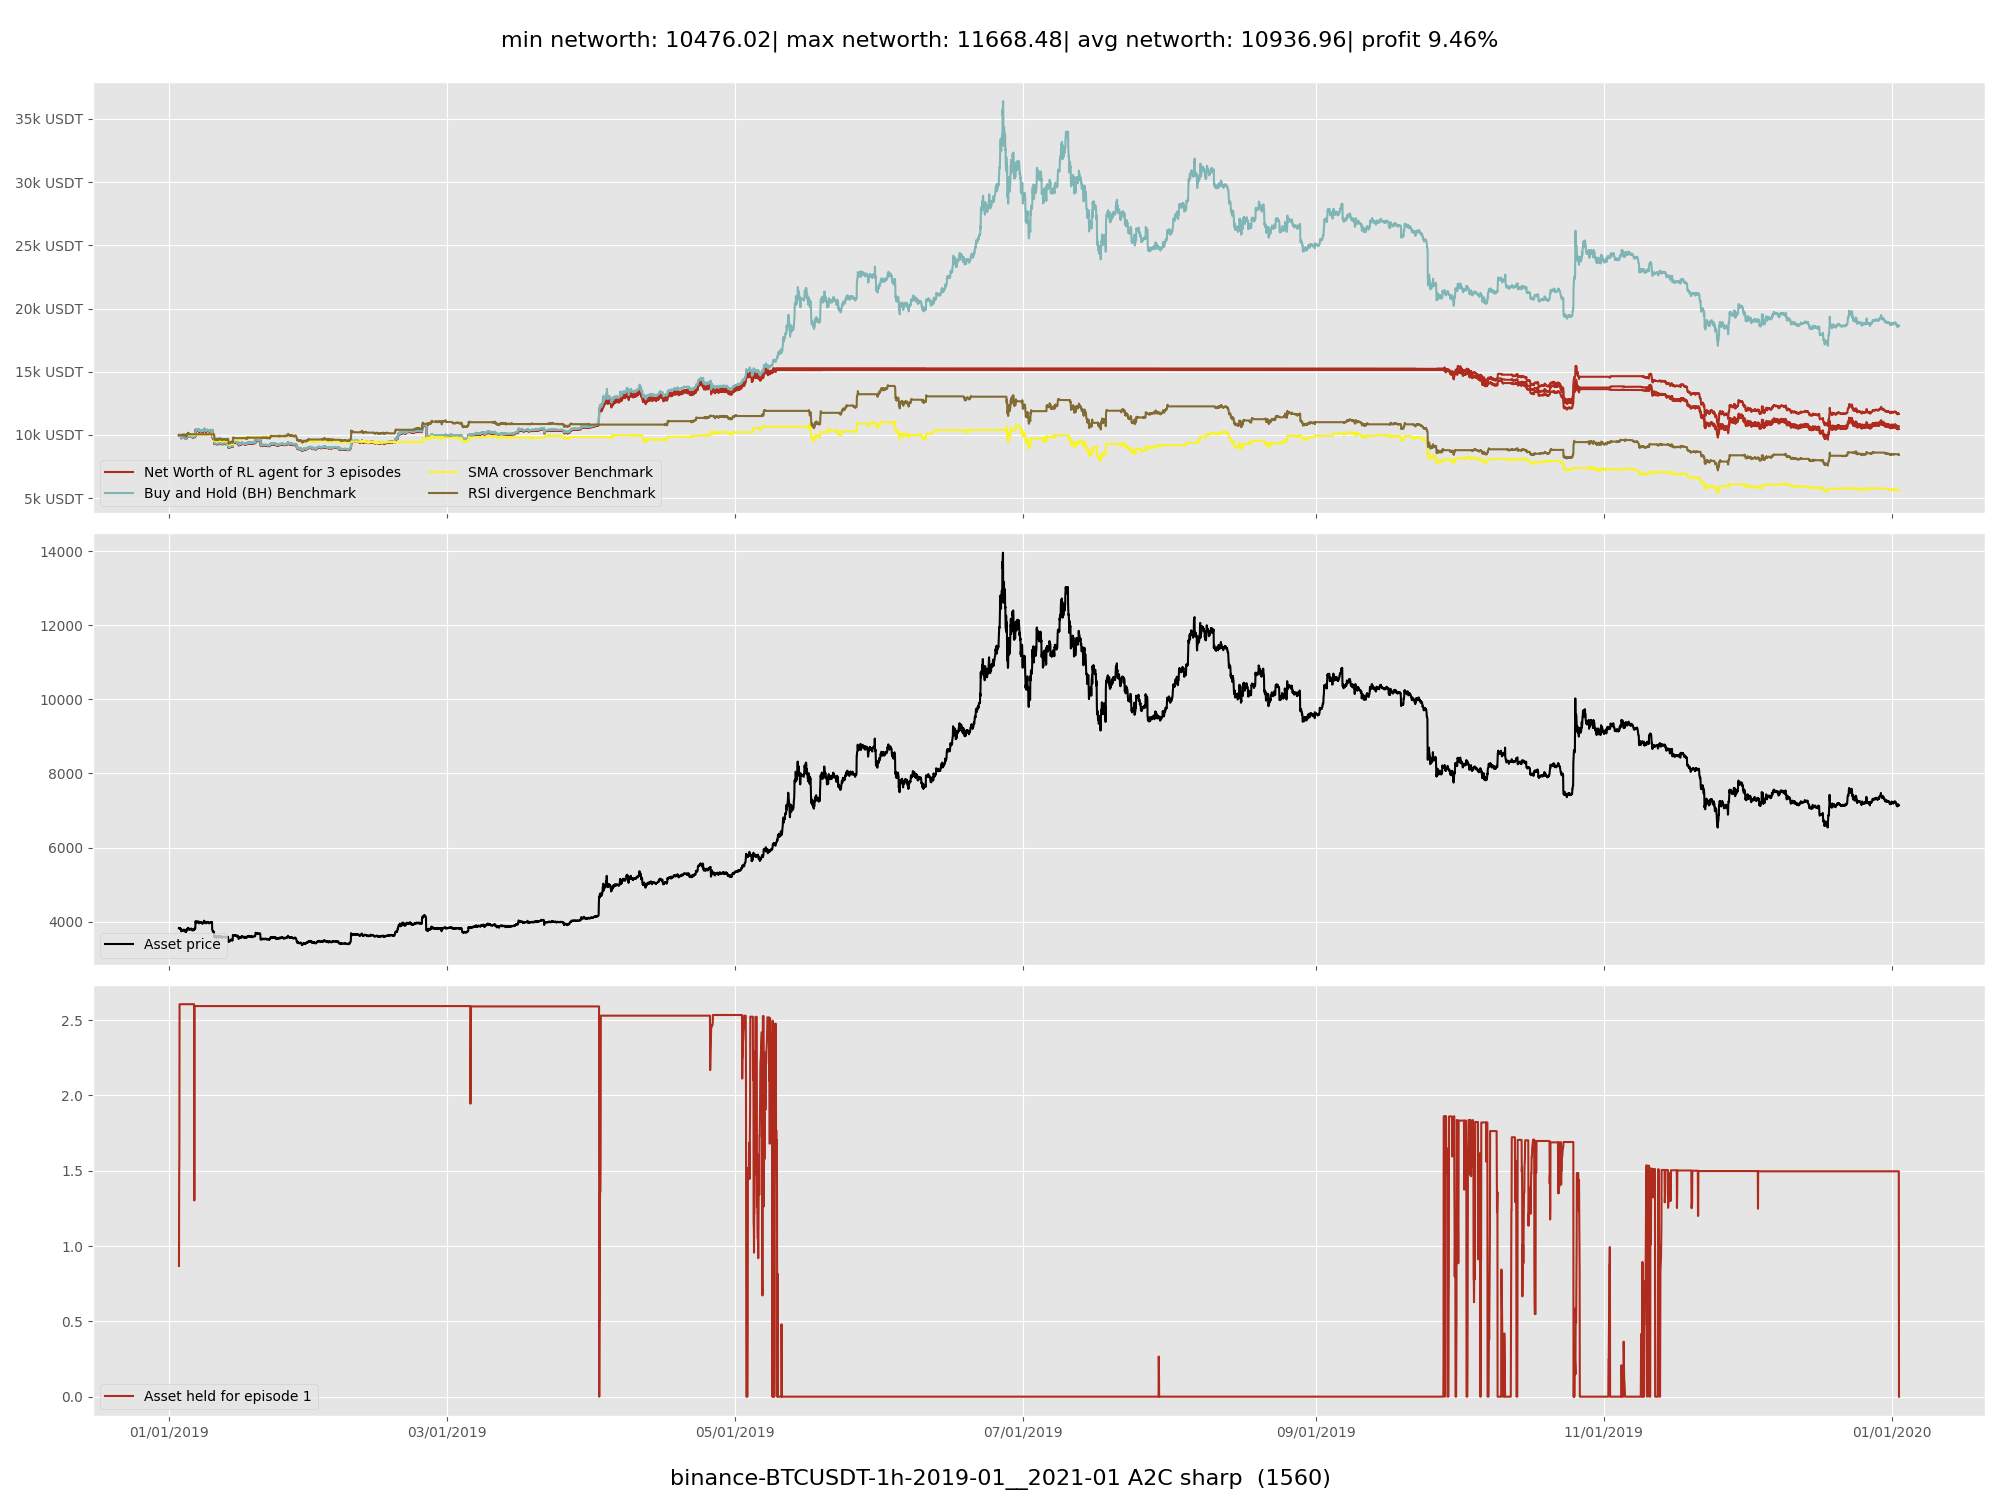 min networth: 10476.02| max networth: 11668.48| avg networth: 10936.96| profit 9.46%
35k USDT
30k USDT
25k USDT
20k USDT
15k USDT
10k USDT
5k USDT
Net Worth of RL agent for 3 episodes
Buy and Hold (BH) Benchmark
SMA crossover Benchmark
RSI divergence Benchmark
14000
12000
10000
8000
6000
4000
Asset price
2.5
2.0
1.5
1.0
0.5
0.0
Asset held for episode 1
01/01/2019 03/01/2019 05/01/2019 07/01/2019 09/01/2019 11/01/2019 01/01/2020
binance-BTCUSDT-1h-2019-01__2021-01 A2C sharp (1560)